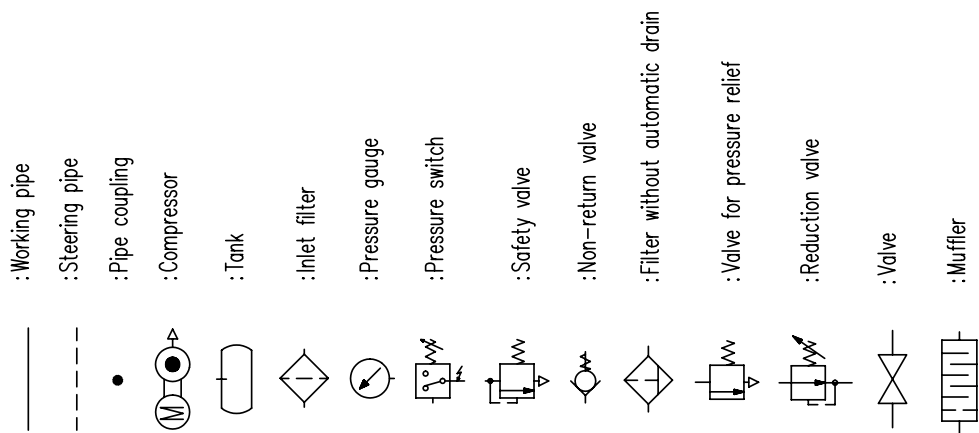 :Working pipe
:Steering pipe
:Pipe coupling
:Compressor
:Tank
:Inlet filter
:Pressure gauge
:Pressure switch
:Safety valve
:Non-return valve
:Filter without automatic drain
:Valve for pressure relief
:Reduction valve
:Valve
:Muffler
M